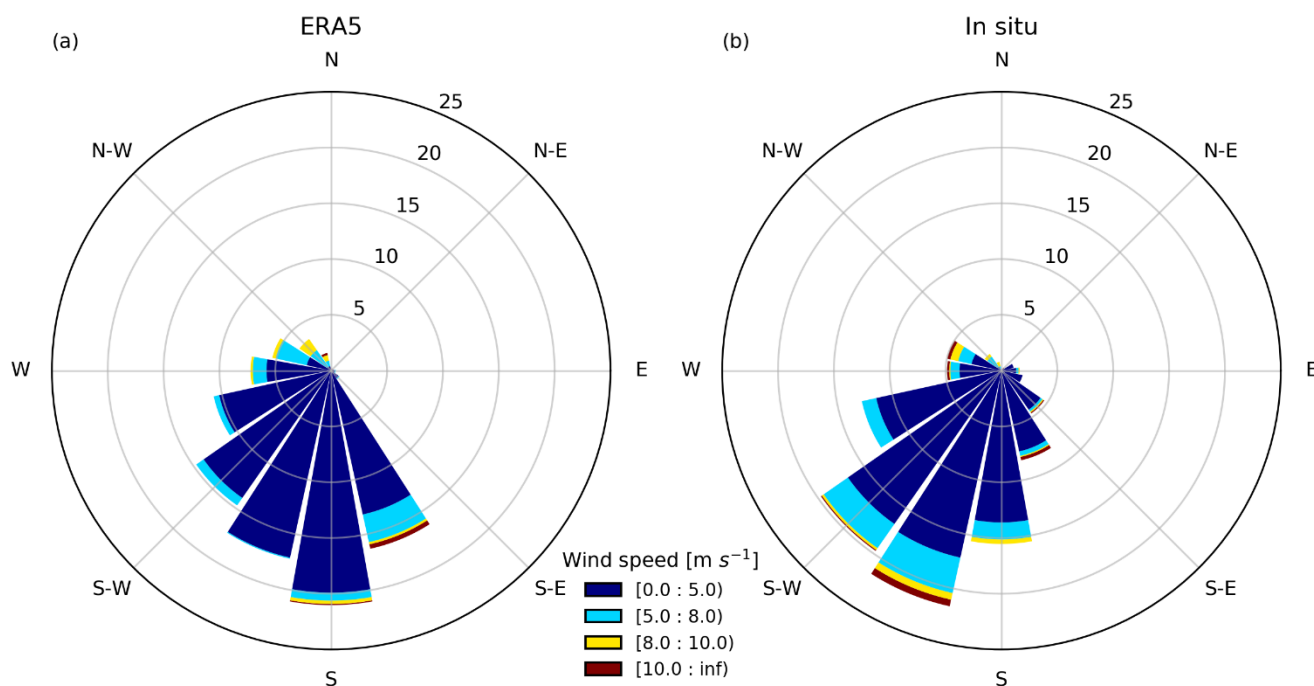 (a)
ERA5
N
25
20
15
10
5
N-W
N-E
W
E
S-W
S-E
S
(b)
In situ
N
25
20
15
10
5
N-W
N-E
W
E
S-W
S-E
S
Wind speed [m s⁻¹]
[0.0 : 5.0)
[5.0 : 8.0)
[8.0 : 10.0)
[10.0 : inf)